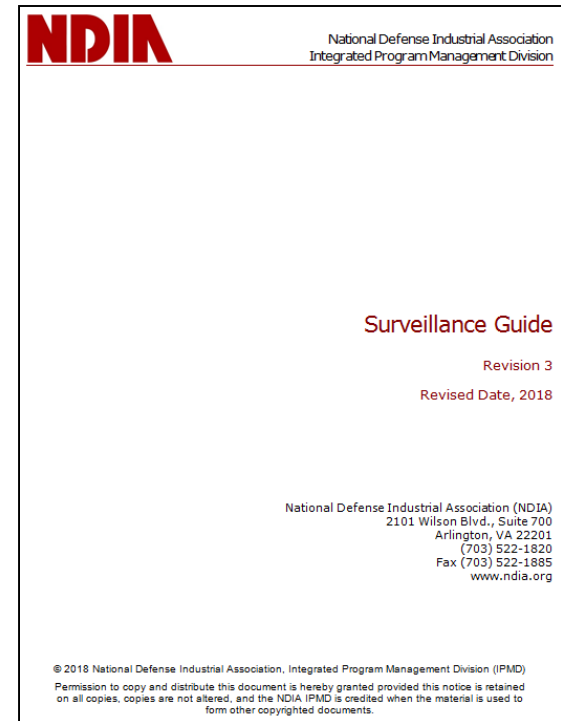 NDIA
National Defense Industrial Association
Integrated Program Management Division
Surveillance Guide
Revision 3
Revised Date, 2018
National Defense Industrial Association (NDIA)
2101 Wilson Blvd., Suite 700
Arlington, VA 22201
(703) 522-1820
Fax (703) 522-1885
www.ndia.org
© 2018 National Defense Industrial Association, Integrated Program Management Division (IPMD)
Permission to copy and distribute this document is hereby granted provided this notice is retained
on all copies, copies are not altered, and the NDIA IPMD is credited when the material is used to
form other copyrighted documents.